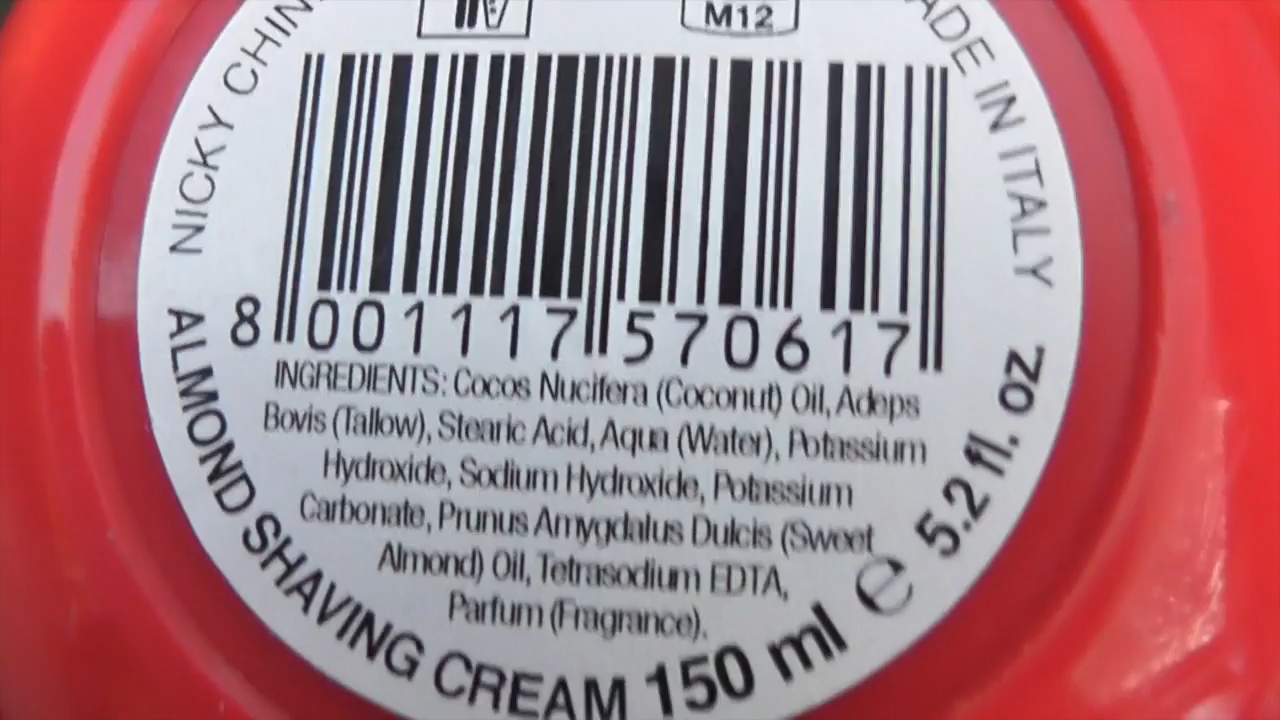 M12
NICKY CHIN
MADE IN ITALY
8 001117 570617
INGREDIENTS: Cocos Nucifera (Coconut) Oil, Adeps
Bovis (Tallow), Stearic Acid, Aqua (Water), Potassium
Hydroxide, Sodium Hydroxide, Potassium
Carbonate, Prunus Amygdalus Dulcis (Sweet
Almond) Oil, Tetrasodium EDTA,
Parfum (Fragrance).
ALMOND SHAVING CREAM 150 ml e 5.2 fl. oz